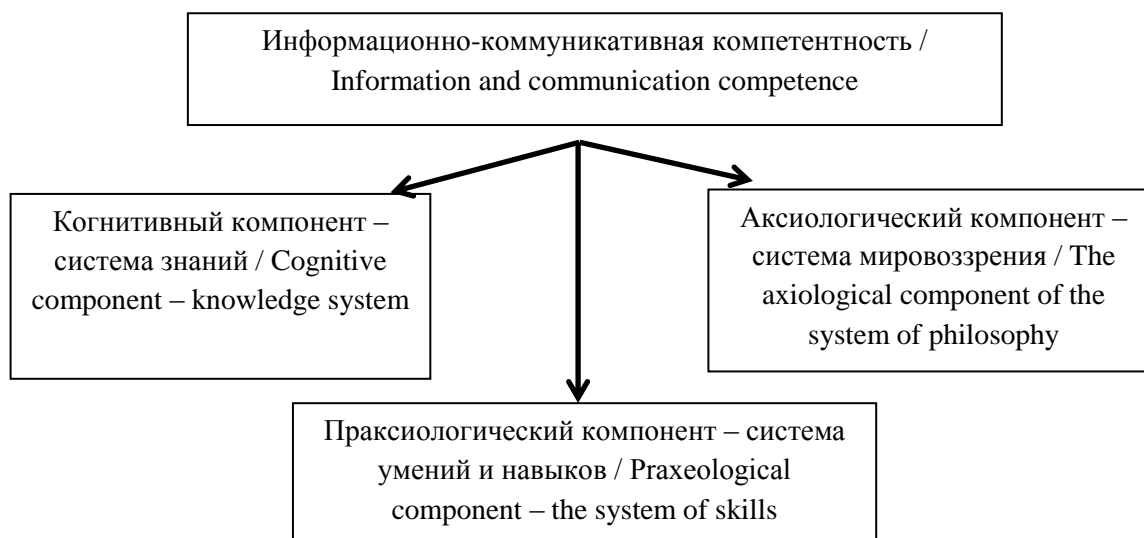 Информационно-коммуникативная компетентность /
Information and communication competence
Когнитивный компонент –
система знаний / Cognitive
component – knowledge system
Аксиологический компонент –
система мировоззрения / The
axiological component of the
system of philosophy
Праксиологический компонент – система
умений и навыков / Praxeological
component – the system of skills